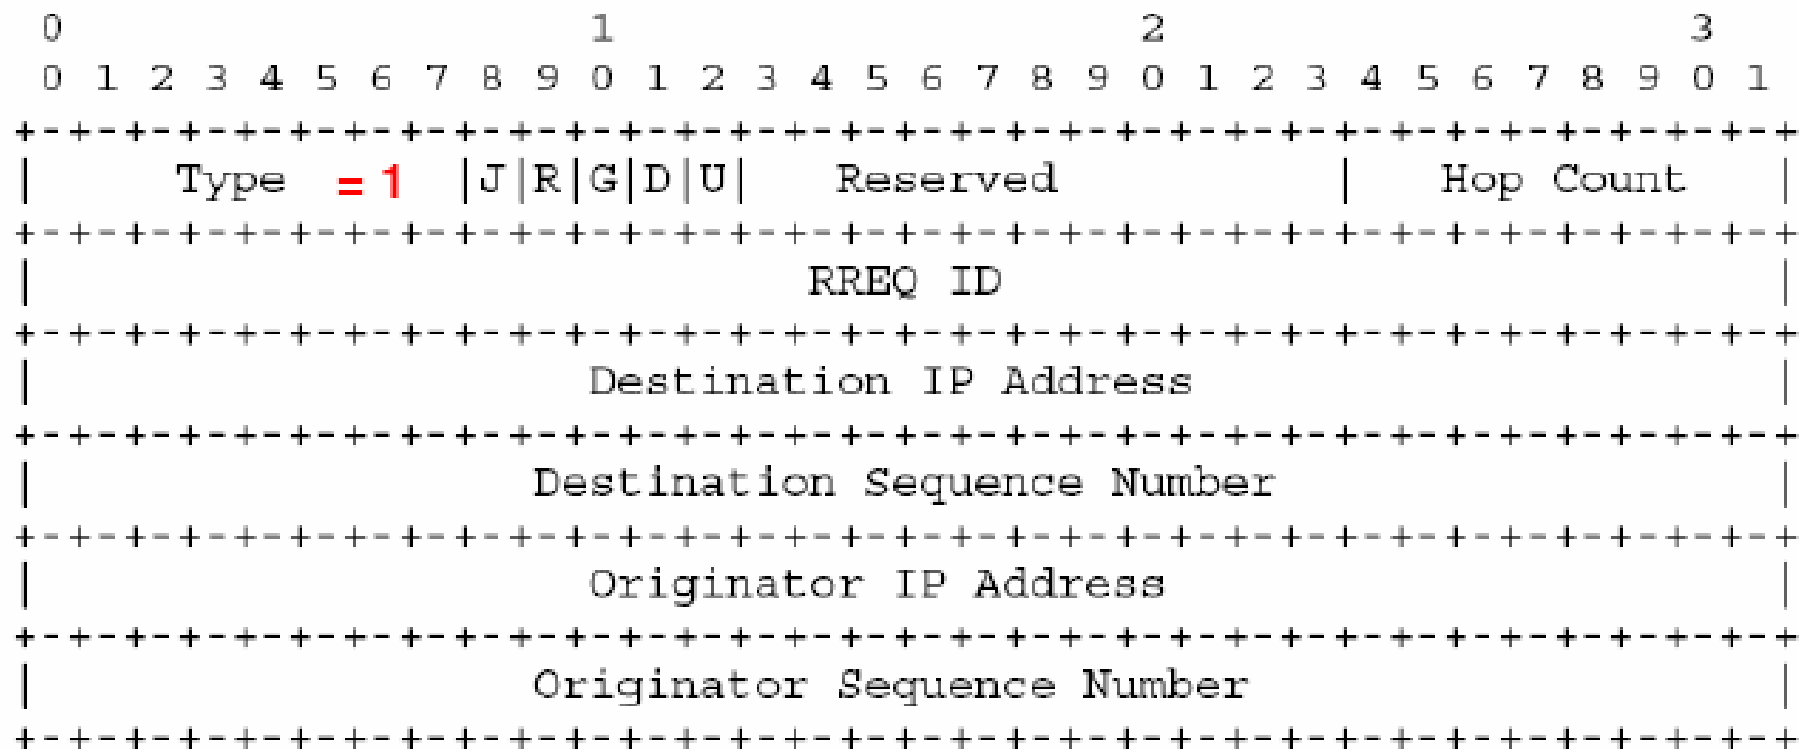 0 1 2 3
0 1 2 3 4 5 6 7 8 9 0 1 2 3 4 5 6 7 8 9 0 1 2 3 4 5 6 7 8 9 0 1
+-+-+-+-+-+-+-+-+-+-+-+-+-+-+-+-+-+-+-+-+-+-+-+-+-+-+-+-+-+-+-+-+
| Type = 1 |J|R|G|D|U| Reserved | Hop Count |
+-+-+-+-+-+-+-+-+-+-+-+-+-+-+-+-+-+-+-+-+-+-+-+-+-+-+-+-+-+-+-+-+
| RREQ ID |
+-+-+-+-+-+-+-+-+-+-+-+-+-+-+-+-+-+-+-+-+-+-+-+-+-+-+-+-+-+-+-+-+
| Destination IP Address |
+-+-+-+-+-+-+-+-+-+-+-+-+-+-+-+-+-+-+-+-+-+-+-+-+-+-+-+-+-+-+-+-+
| Destination Sequence Number |
+-+-+-+-+-+-+-+-+-+-+-+-+-+-+-+-+-+-+-+-+-+-+-+-+-+-+-+-+-+-+-+-+
| Originator IP Address |
+-+-+-+-+-+-+-+-+-+-+-+-+-+-+-+-+-+-+-+-+-+-+-+-+-+-+-+-+-+-+-+-+
| Originator Sequence Number |
+-+-+-+-+-+-+-+-+-+-+-+-+-+-+-+-+-+-+-+-+-+-+-+-+-+-+-+-+-+-+-+-+